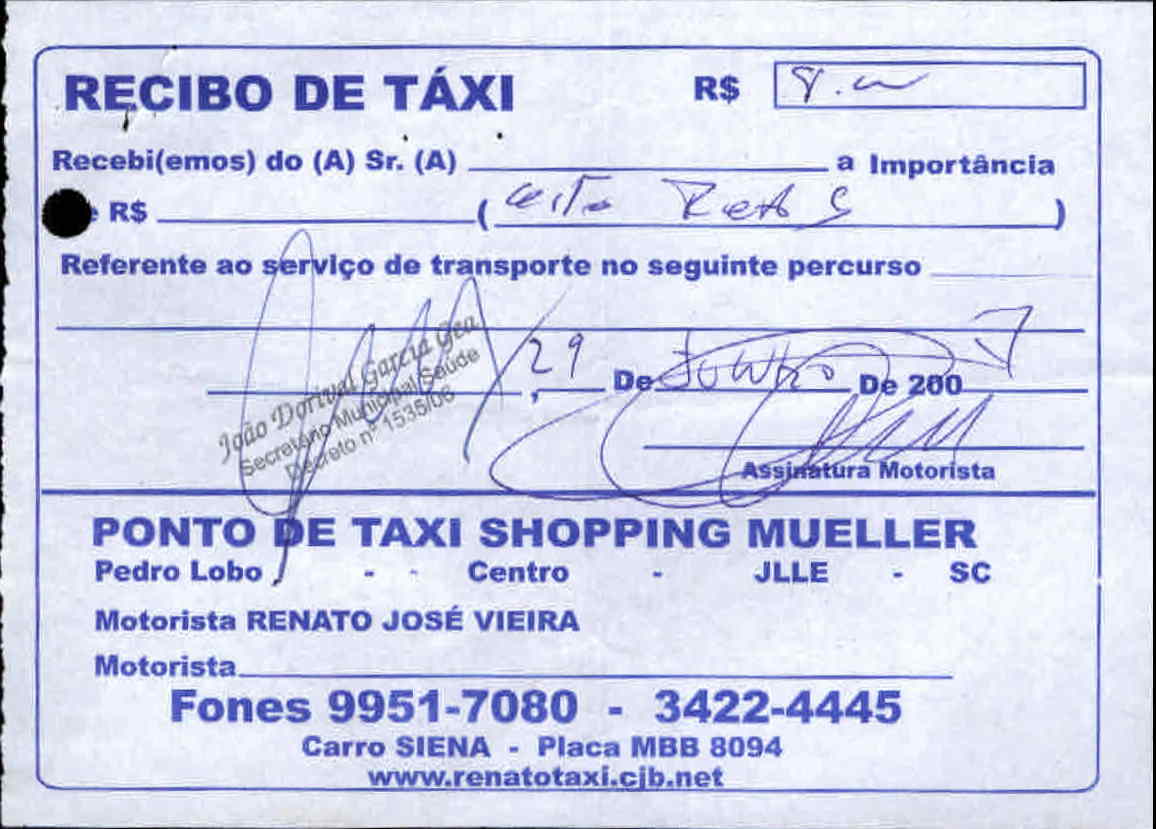 RECIBO DE TÁXI R$ 8.00
Recebi(emos) do (A) Sr. (A) a Importância
R$ ( oito Reais )
Referente ao serviço de transporte no seguinte percurso
João Dorival Garcia Gea
Secretário Municipal Saúde
Decreto nº 1535/06
, 29 De De 2007
Assinatura Motorista
PONTO DE TAXI SHOPPING MUELLER
Pedro Lobo - - Centro - JLLE - SC
Motorista RENATO JOSÉ VIEIRA
Motorista
Fones 9951-7080 - 3422-4445
Carro SIENA - Placa MBB 8094
www.renatotaxi.cjb.net